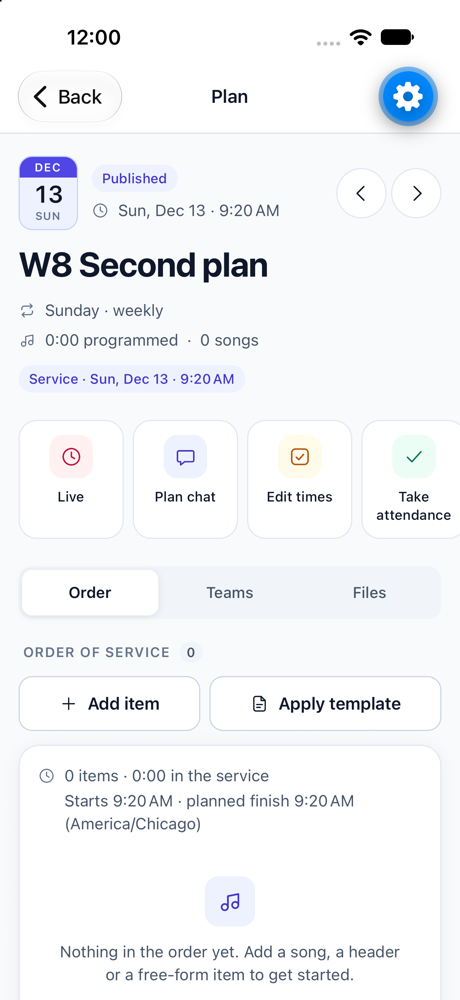 12:00
Back
Plan
DEC
13
SUN
Published
Sun, Dec 13 · 9:20 AM
W8 Second plan
Sunday · weekly
0:00 programmed · 0 songs
Service · Sun, Dec 13 · 9:20 AM
Live
Plan chat
Edit times
Take
attendance
Order
Teams
Files
ORDER OF SERVICE 0
Add item
Apply template
0 items · 0:00 in the service
Starts 9:20 AM · planned finish 9:20 AM
(America/Chicago)
Nothing in the order yet. Add a song, a header
or a free-form item to get started.